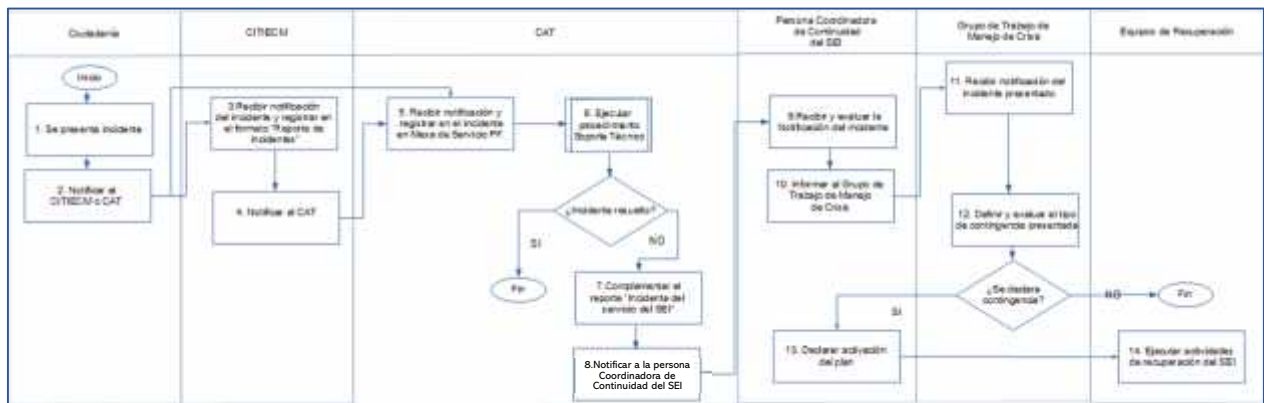 Ciudadanía
CITIECM
CAT
Persona Coordinadora
de Continuidad
del SEI
Grupo de Trabajo de
Manejo de Crisis
Equipo de Recuperación
Inicio
1. Se presenta incidente
2. Notificar al
CITIECM o CAT
3.Recibir notificación
del incidente y registrar en
el formato "Reporte de
incidentes"
4. Notificar al CAT
5. Recibir notificación y
registrar en el incidente
en Mesa de Servicio PF
6. Ejecutar
procedimiento
Soporte Técnico
¿Incidente resuelto?
SI
NO
Fin
7.Complementar el
reporte "Incidente del
servicio del SEI"
8.Notificar a la persona
Coordinadora de
Continuidad del SEI
9.Recibir y evaluar la
Notificación del incidente
10. Informar al Grupo de
Trabajo de Manejo
de Crisis
11. Recibir notificación del
incidente presentado
12. Definir y evaluar el tipo
de contingencia presentada
¿Se declara
contingencia?
SI
NO
Fin
13. Declarar activación
del plan
14. Ejecutar actividades
de recuperación del SEI